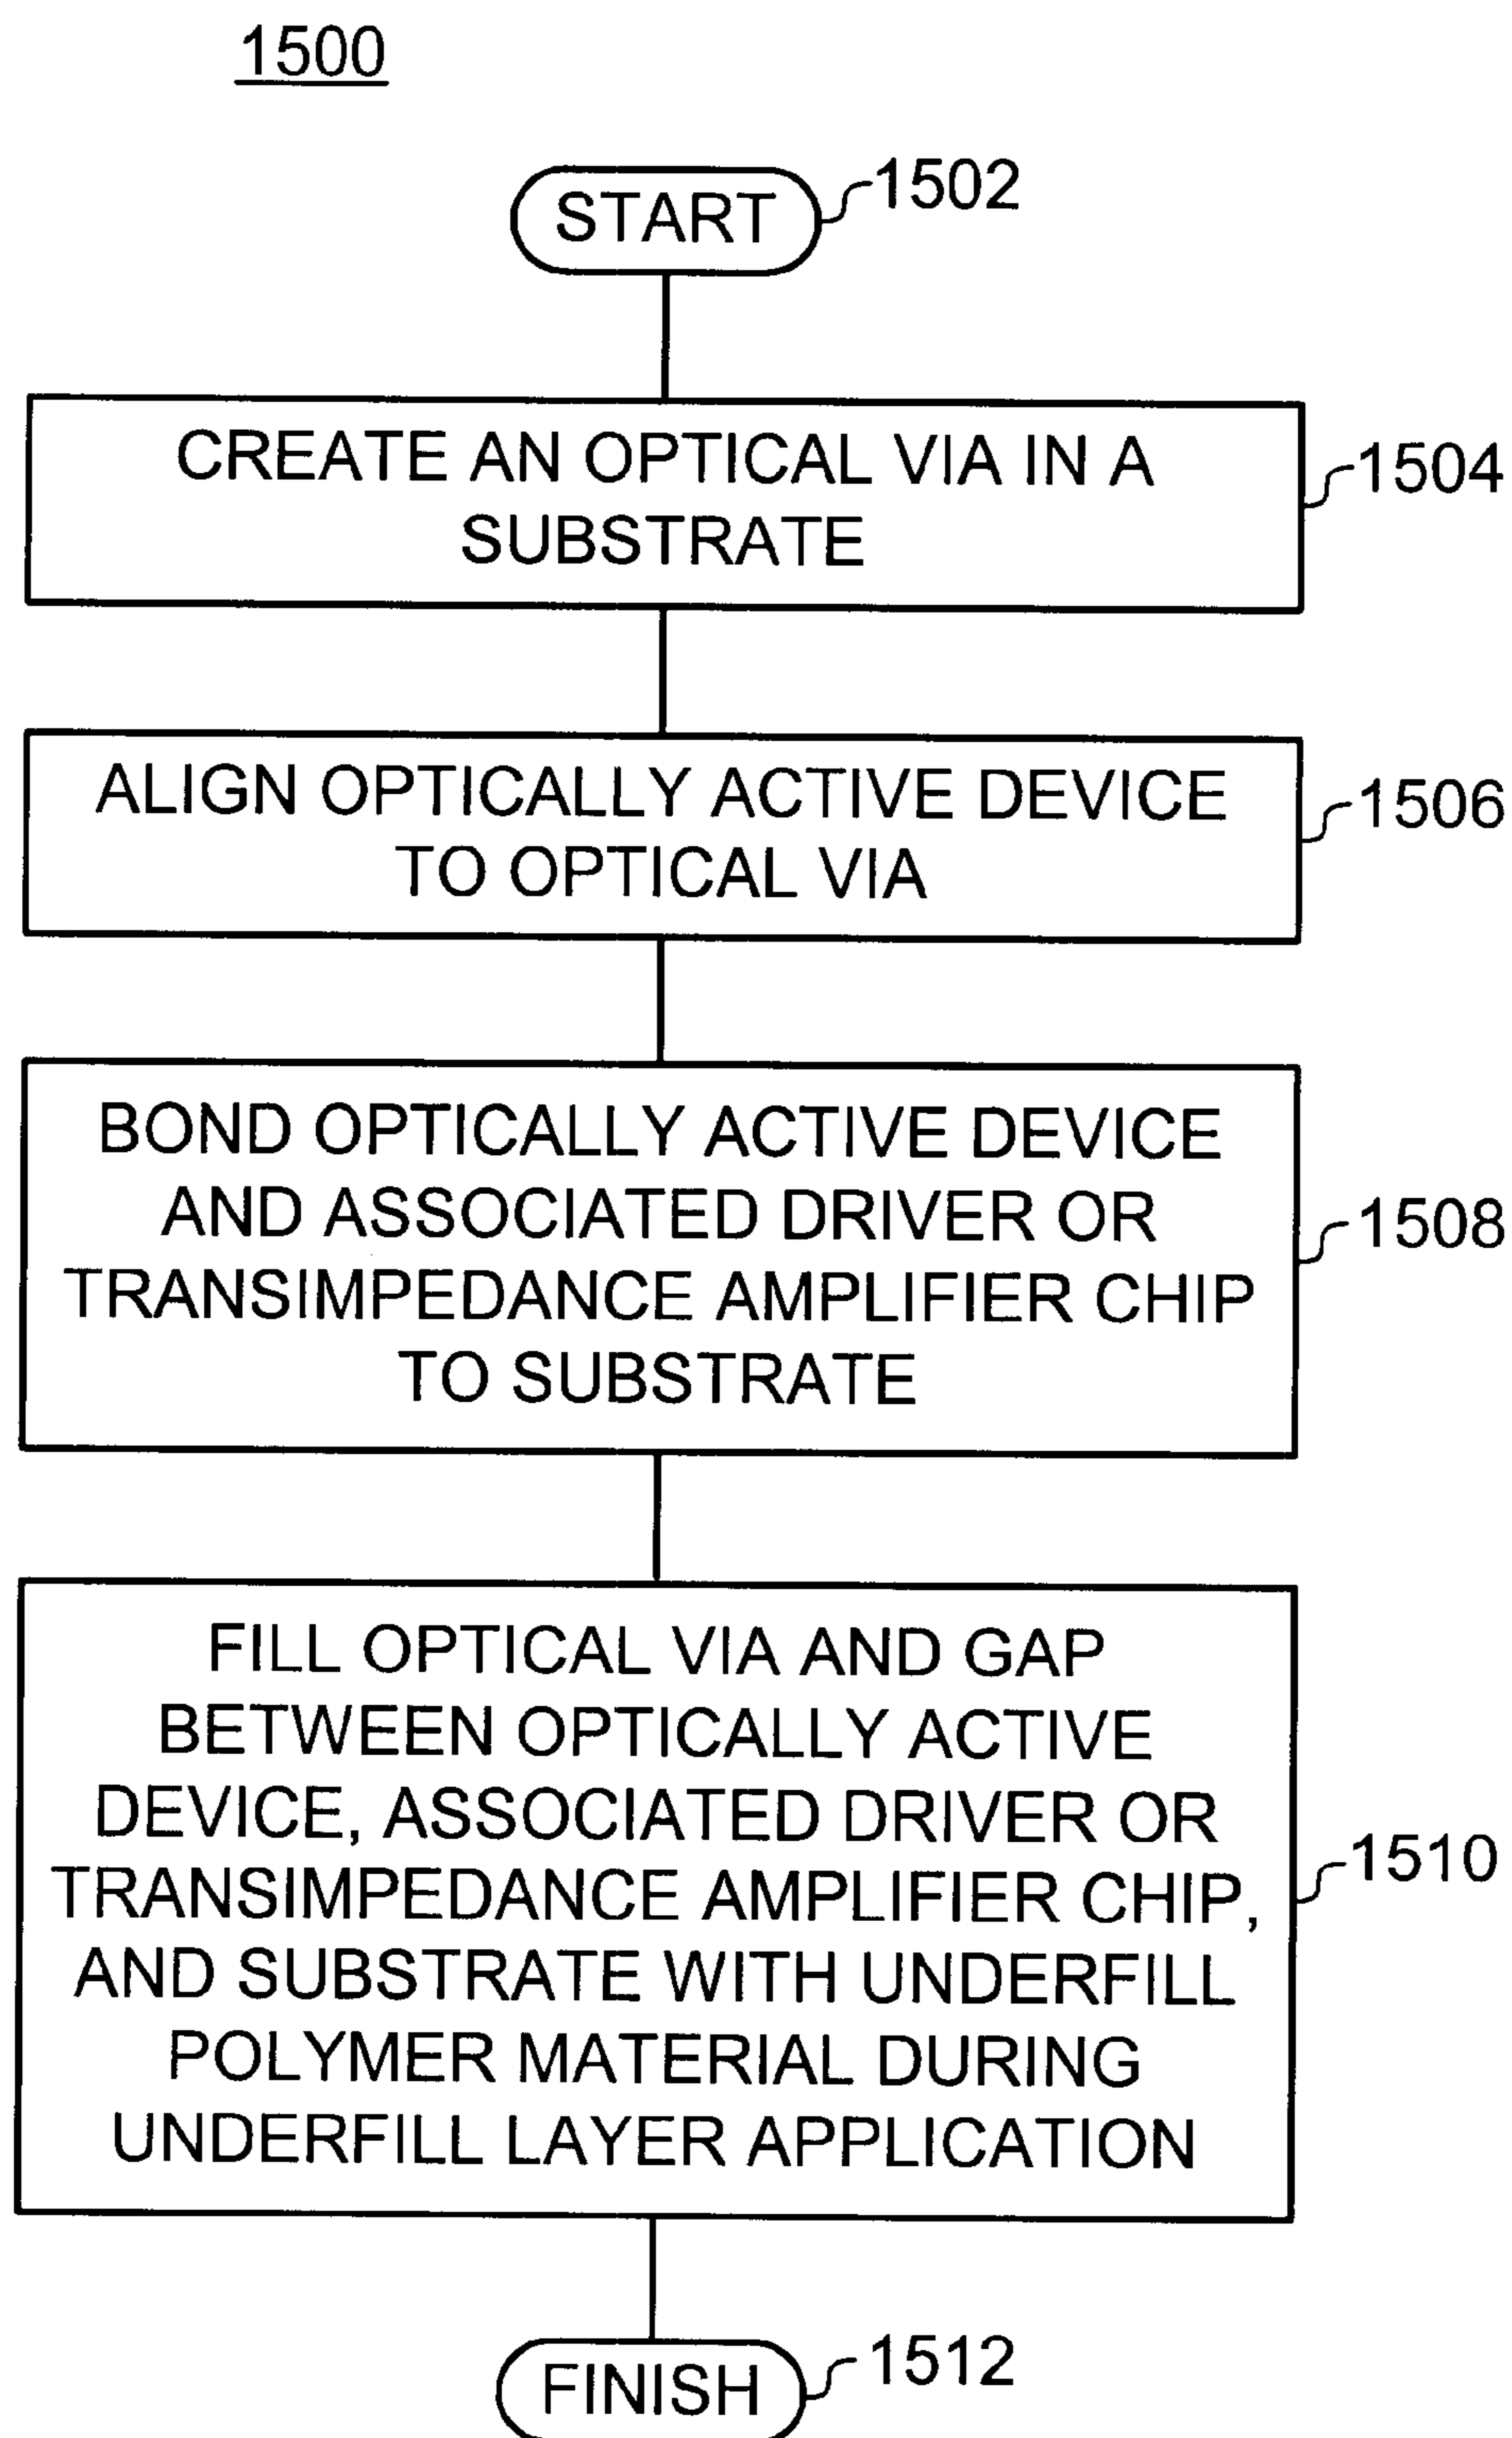 1500
START
1502
CREATE AN OPTICAL VIA IN A
SUBSTRATE
1504
ALIGN OPTICALLY ACTIVE DEVICE
TO OPTICAL VIA
1506
BOND OPTICALLY ACTIVE DEVICE
AND ASSOCIATED DRIVER OR
TRANSIMPEDANCE AMPLIFIER CHIP
TO SUBSTRATE
1508
FILL OPTICAL VIA AND GAP
BETWEEN OPTICALLY ACTIVE
DEVICE, ASSOCIATED DRIVER OR
TRANSIMPEDANCE AMPLIFIER CHIP,
AND SUBSTRATE WITH UNDERFILL
POLYMER MATERIAL DURING
UNDERFILL LAYER APPLICATION
1510
FINISH
1512